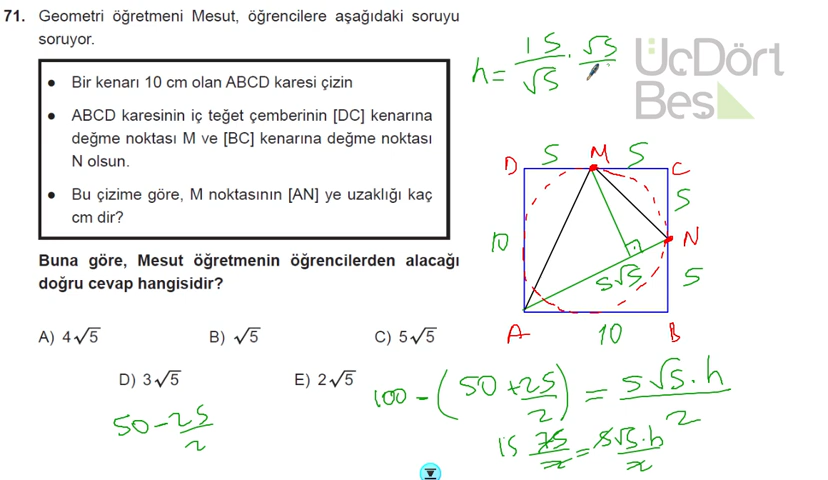 71. Geometri öğretmeni Mesut, öğrencilere aşağıdaki soruyu
soruyor.
• Bir kenarı 10 cm olan ABCD karesi çizin
• ABCD karesinin iç teğet çemberinin [DC] kenarına
değme noktası M ve [BC] kenarına değme noktası
N olsun.
• Bu çizime göre, M noktasının [AN] ye uzaklığı kaç
cm dir?
Buna göre, Mesut öğretmenin öğrencilerden alacağı
doğru cevap hangisidir?
A) 4√5 B) √5 C) 5√5
D) 3√5 E) 2√5
h = 15/√5 · √5/
ÜçDört
Beş
D 5 M 5 C
5
10 N
5√5 5
A 10 B
100 - (50 + 25/2) = 5√5·h/2
50 - 25/2
15 75/2 = 5√5·h/2